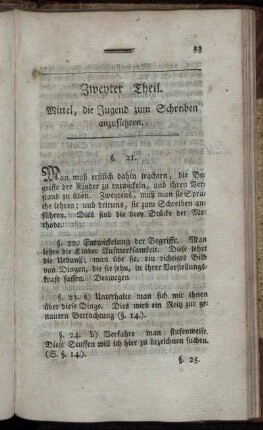 53
Zweyter Theil.
Mittel, die Jugend zum Schreiben
anzuführen.
§. 21.
Man muß erstlich dahin trachten, die Be-
griffe der Kinder zu entwickeln, und ihren Ver-
stand zu üben. Zweytens, muß man sie Spra-
che lehren; und drittens, sie zum Schreiben an-
führen. Dies sind die drey Stücke der Me-
thode.
§. 22. Entwickelung der Begriffe. Man
lehre die Kinder Aufmerksamkeit. Diese lehrt
die Uebung; man übe sie, ein richtiges Bild
von Dingen, die sie sehn, in ihrer Vorstellungs-
kraft fassen. Deswegen
§. 23. a) Unterhalte man sich mit ihnen
über diese Dinge. Dies wird ein Reitz zur ge-
nauern Betrachtung (§. 14.).
§. 24. b) Verfahre man stufenweise.
Diese Stuffen will ich hier zu bezeichnen suchen.
(S. §. 14.).
§. 25.